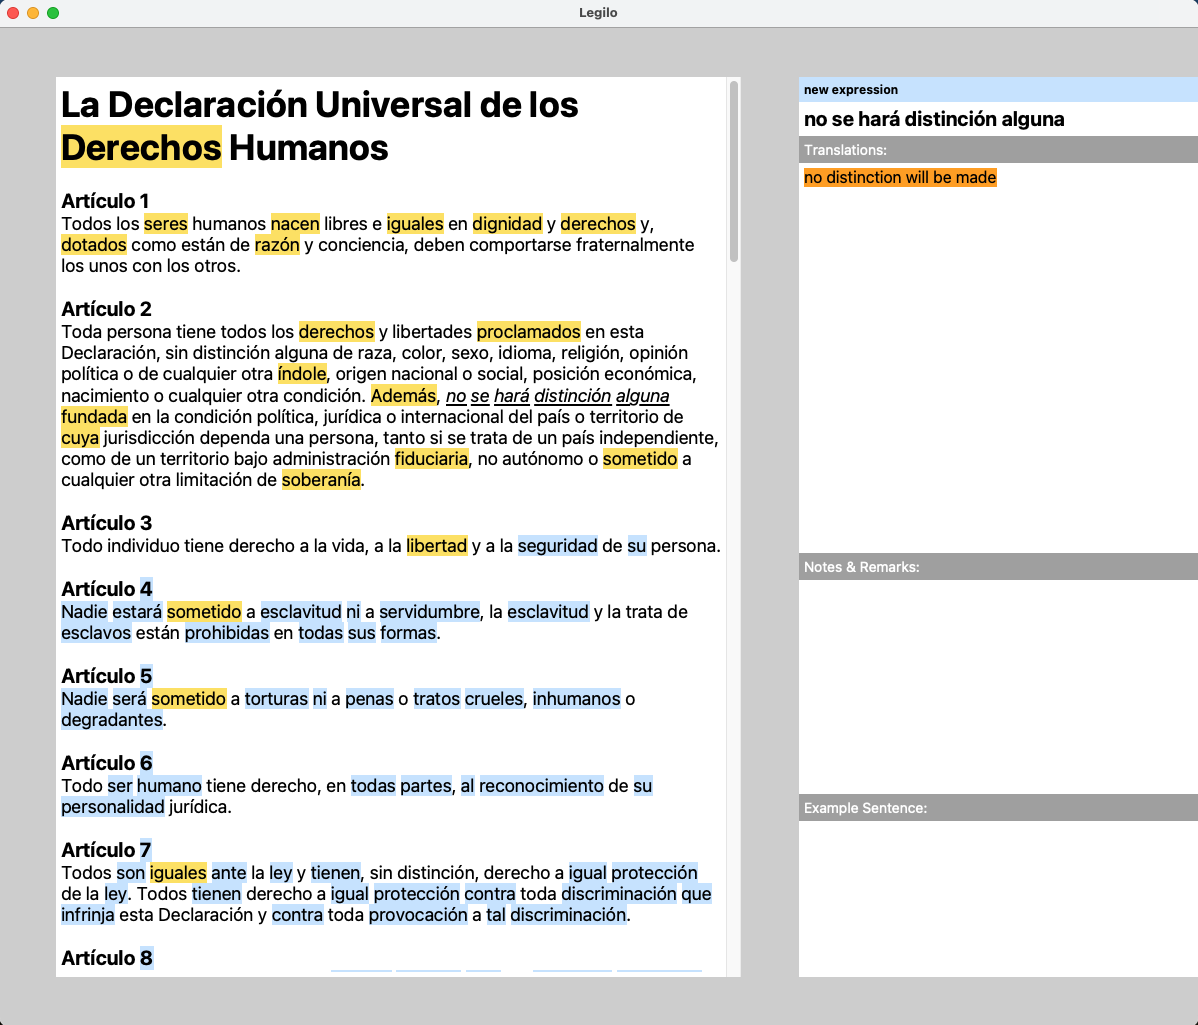 Legilo
La Declaración Universal de los
Derechos Humanos
Artículo 1
Todos los seres humanos nacen libres e iguales en dignidad y derechos y,
dotados como están de razón y conciencia, deben comportarse fraternalmente
los unos con los otros.
Artículo 2
Toda persona tiene todos los derechos y libertades proclamados en esta
Declaración, sin distinción alguna de raza, color, sexo, idioma, religión, opinión
política o de cualquier otra índole, origen nacional o social, posición económica,
nacimiento o cualquier otra condición. Además, no se hará distinción alguna
fundada en la condición política, jurídica o internacional del país o territorio de
cuya jurisdicción dependa una persona, tanto si se trata de un país independiente,
como de un territorio bajo administración fiduciaria, no autónomo o sometido a
cualquier otra limitación de soberanía.
Artículo 3
Todo individuo tiene derecho a la vida, a la libertad y a la seguridad de su persona.
Artículo 4
Nadie estará sometido a esclavitud ni a servidumbre, la esclavitud y la trata de
esclavos están prohibidas en todas sus formas.
Artículo 5
Nadie será sometido a torturas ni a penas o tratos crueles, inhumanos o
degradantes.
Artículo 6
Todo ser humano tiene derecho, en todas partes, al reconocimiento de su
personalidad jurídica.
Artículo 7
Todos son iguales ante la ley y tienen, sin distinción, derecho a igual protección
de la ley. Todos tienen derecho a igual protección contra toda discriminación que
infrinja esta Declaración y contra toda provocación a tal discriminación.
Artículo 8
new expression
no se hará distinción alguna
Translations:
no distinction will be made
Notes & Remarks:
Example Sentence: